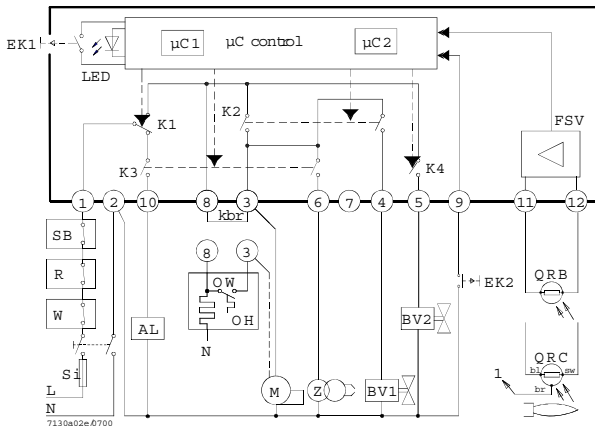 μC1 μC control μC2
EK1
LED
FSV
K1 K2
K3 K4
1 2 10 8 3 6 7 4 5 9 11 12
kbr
SB
R
W
Si
L
N
AL
8 3
OW
OH
N
M
Z
BV1
BV2
EK2
QRB
QRC
bl sw
br
1
7130a02e/0700